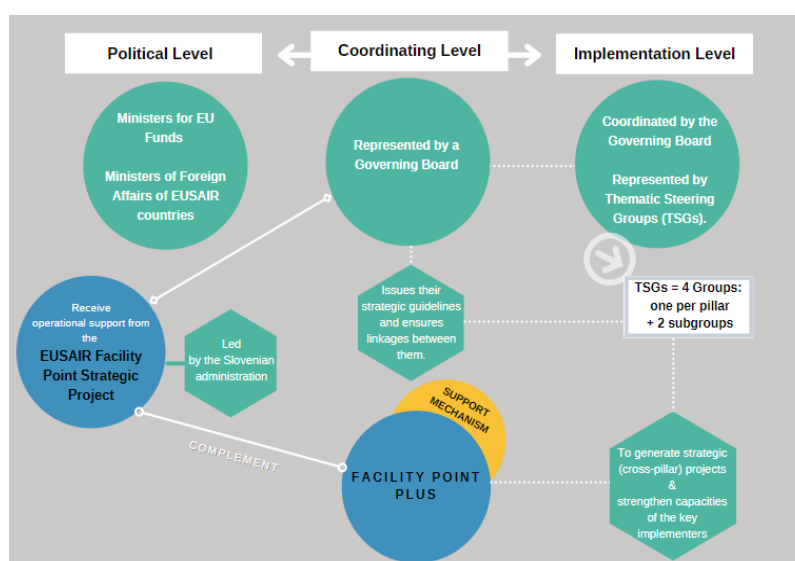 Political Level
Coordinating Level
Implementation Level
Ministers for EU
Funds
Ministers of Foreign
Affairs of EUSAIR
countries
Represented by a
Governing Board
Coordinated by the
Governing Board
Represented by
Thematic Steering
Groups (TSGs).
Receive
operational support from
the
EUSAIR Facility
Point Strategic
Project
Led
by the Slovenian
administration
Issues their
strategic guidelines
and ensures
linkages between
them.
TSGs = 4 Groups:
one per pillar
+ 2 subgroups
COMPLEMENT
SUPPORT
MECHANISM
FACILITY POINT
PLUS
To generate strategic
(cross-pillar) projects
&
strengthen capacities
of the key
implementers